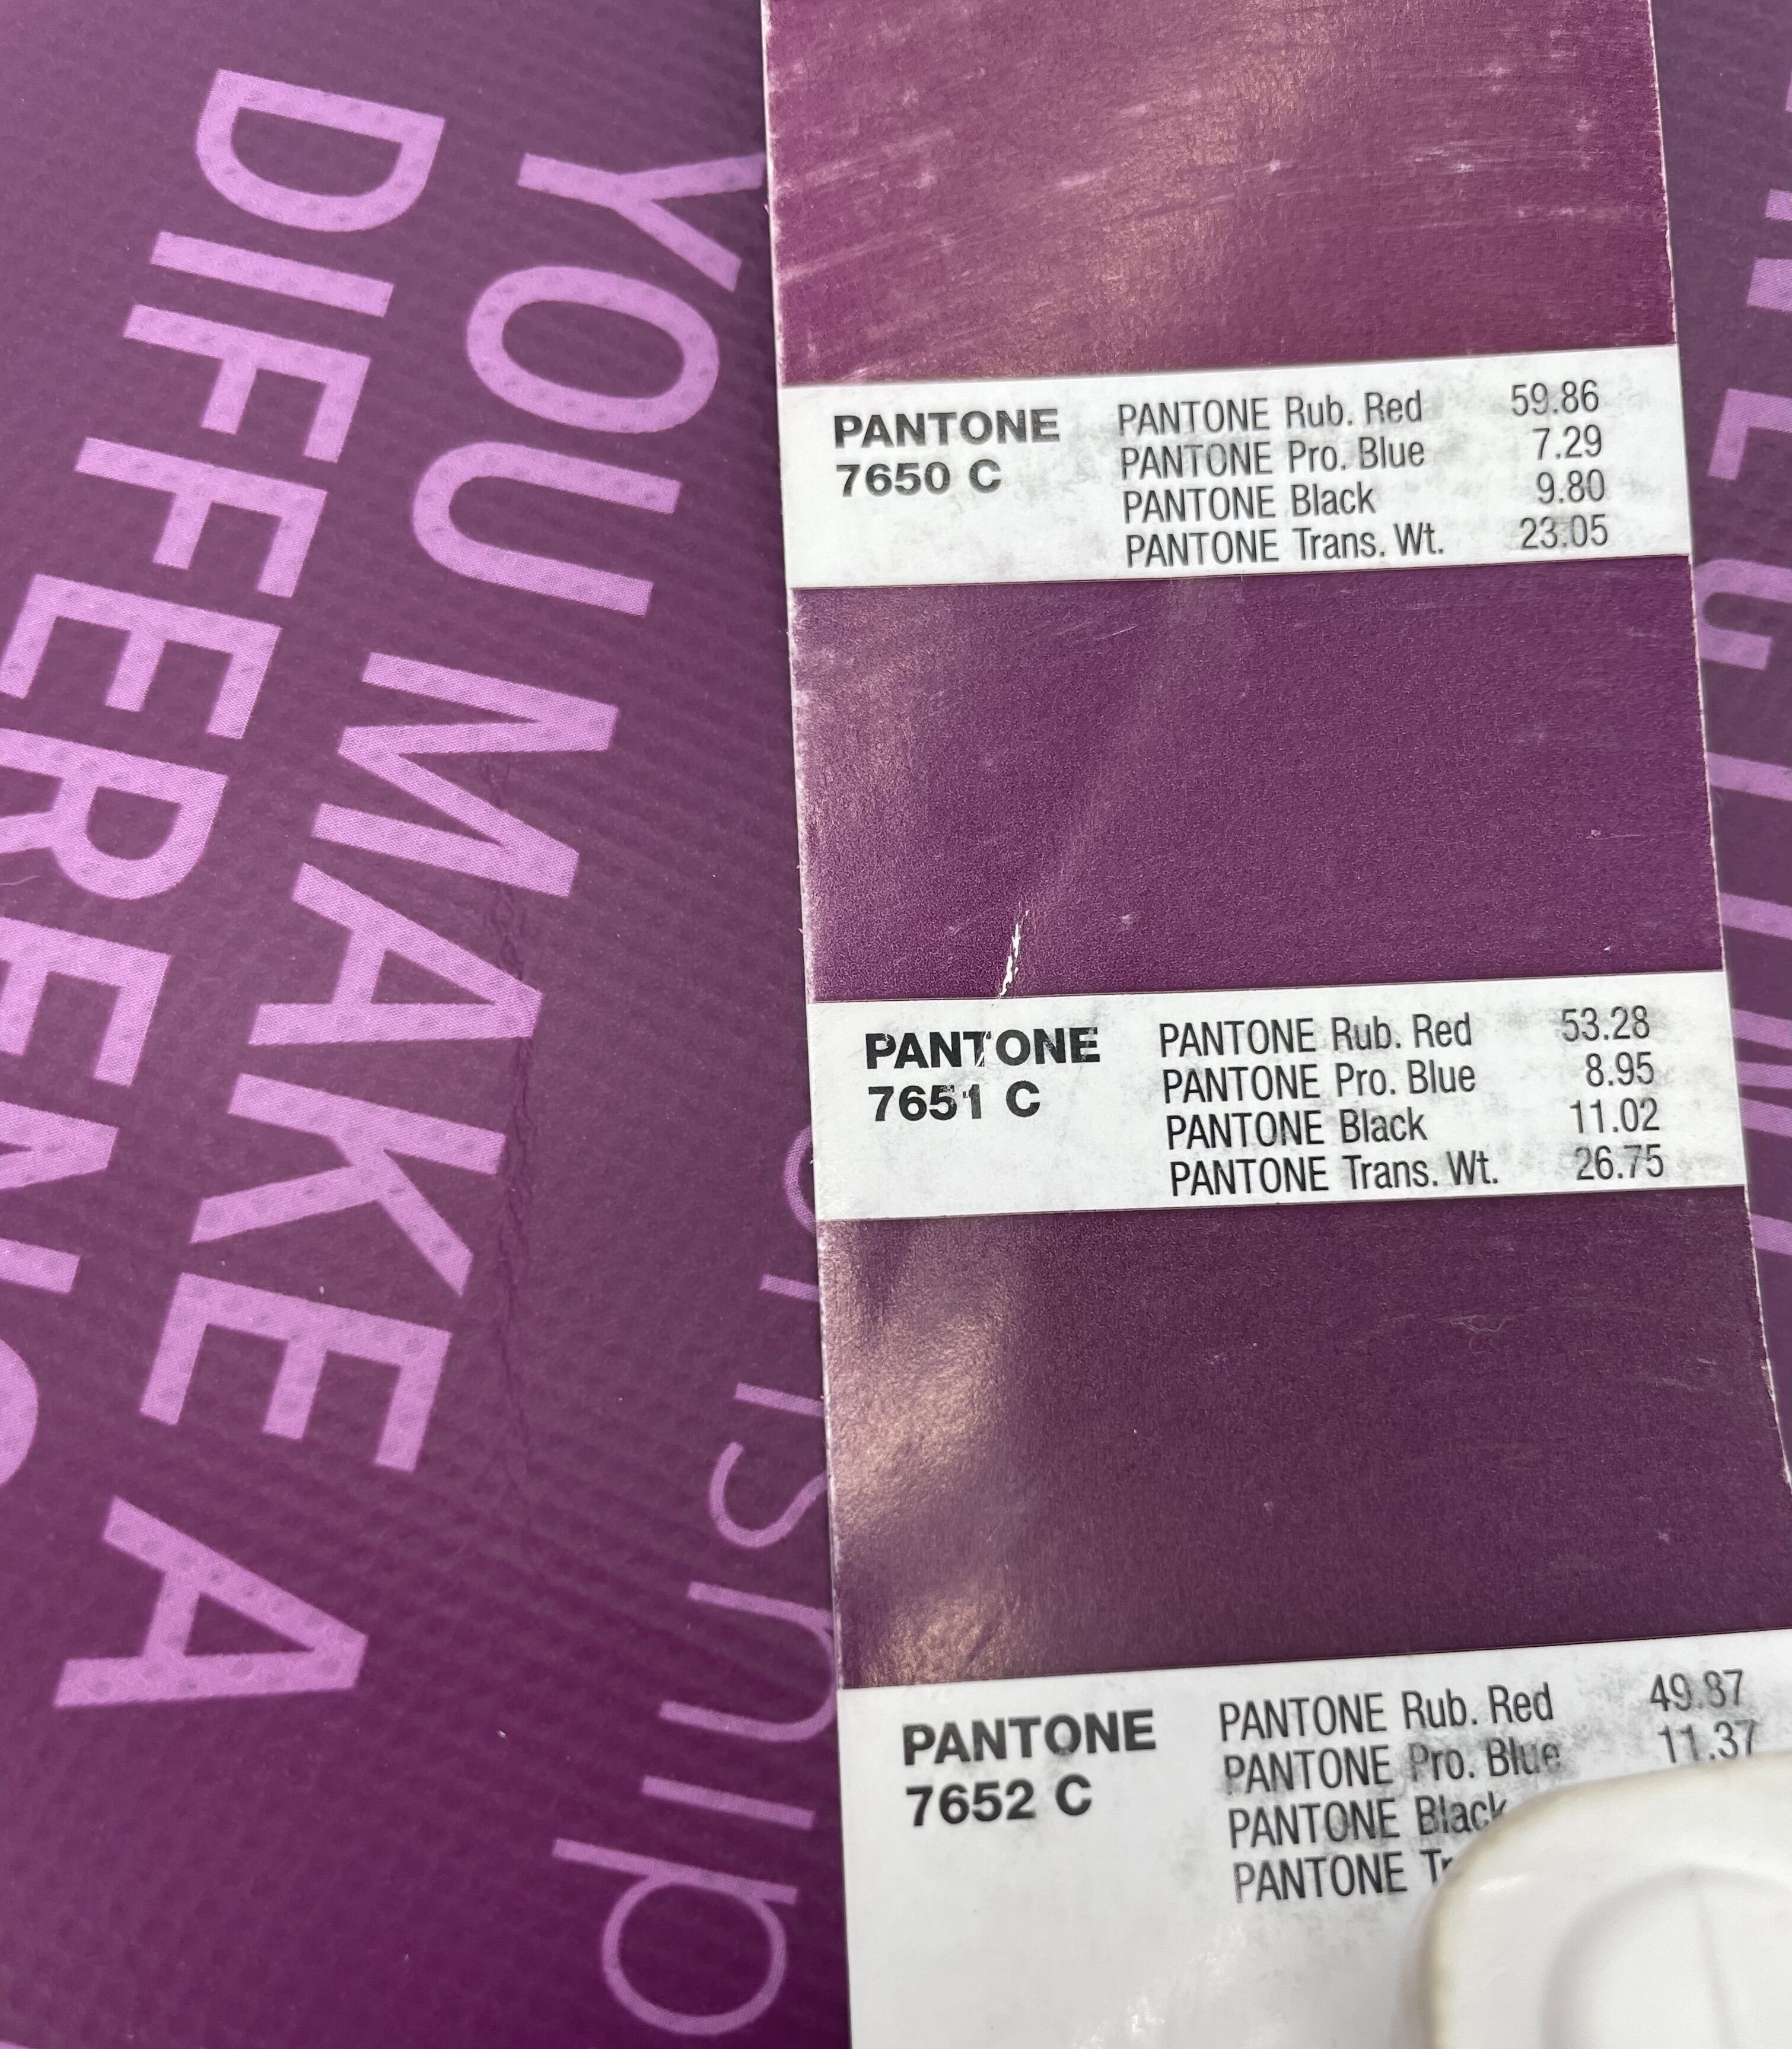 YOU MAKE A
DIFFEREN
PANTONE
7650 C
PANTONE Rub. Red 59.86
PANTONE Pro. Blue 7.29
PANTONE Black 9.80
PANTONE Trans. Wt. 23.05
PANTONE
7651 C
PANTONE Rub. Red 53.28
PANTONE Pro. Blue 8.95
PANTONE Black 11.02
PANTONE Trans. Wt. 26.75
PANTONE
7652 C
PANTONE Rub. Red 49.87
PANTONE Pro. Blue 11.37
PANTONE Black
PANTONE